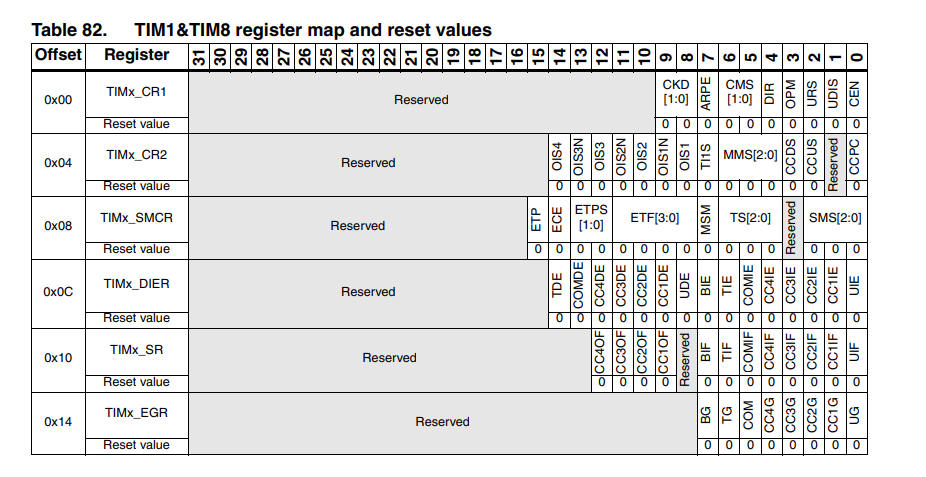 Table 82. TIM1&TIM8 register map and reset values
Offset Register 31 30 29 28 27 26 25 24 23 22 21 20 19 18 17 16 15 14 13 12 11 10 9 8 7 6 5 4 3 2 1 0
0x00 TIMx_CR1 Reserved CKD [1:0] ARPE CMS [1:0] DIR OPM URS UDIS CEN
Reset value 0 0 0 0 0 0 0 0 0 0
0x04 TIMx_CR2 Reserved OIS4 OIS3N OIS3 OIS2N OIS2 OIS1N OIS1 TI1S MMS[2:0] CCDS CCUS Reserved CCPC
Reset value 0 0 0 0 0 0 0 0 0 0 0 0 0 0
0x08 TIMx_SMCR Reserved ETP ECE ETPS [1:0] ETF[3:0] MSM TS[2:0] Reserved SMS[2:0]
Reset value 0 0 0 0 0 0 0 0 0 0 0 0 0 0 0
0x0C TIMx_DIER Reserved TDE COMDE CC4DE CC3DE CC2DE CC1DE UDE BIE TIE COMIE CC4IE CC3IE CC2IE CC1IE UIE
Reset value 0 0 0 0 0 0 0 0 0 0 0 0 0 0 0
0x10 TIMx_SR Reserved CC4OF CC3OF CC2OF CC1OF Reserved BIF TIF COMIF CC4IF CC3IF CC2IF CC1IF UIF
Reset value 0 0 0 0 0 0 0 0 0 0 0 0
0x14 TIMx_EGR Reserved BG TG COM CC4G CC3G CC2G CC1G UG
Reset value 0 0 0 0 0 0 0 0